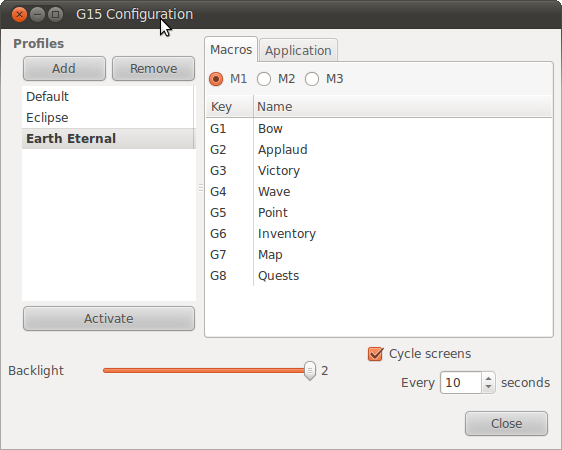 G15 Configuration
Profiles
Add Remove
Default
Eclipse
Earth Eternal
Activate
Macros Application
M1 M2 M3
Key Name
G1 Bow
G2 Applaud
G3 Victory
G4 Wave
G5 Point
G6 Inventory
G7 Map
G8 Quests
Backlight 2
Cycle screens
Every 10 seconds
Close